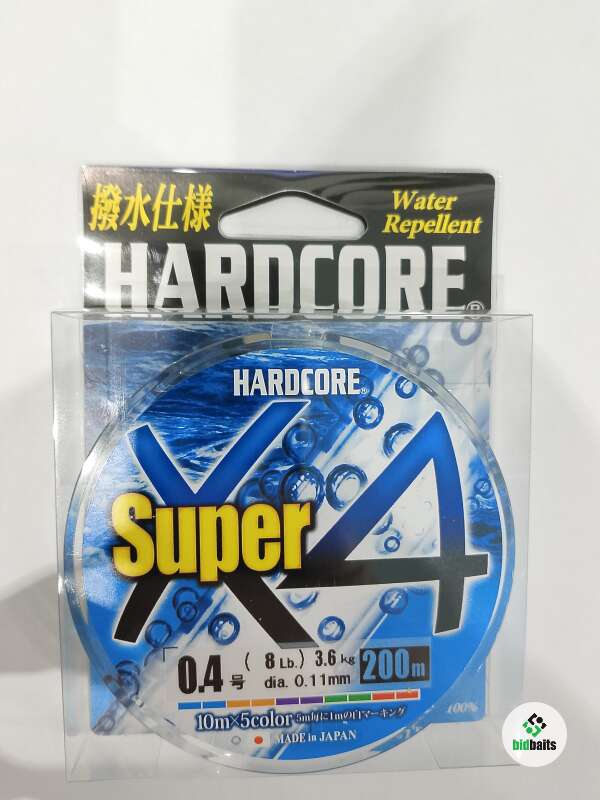 撥水仕様
Water
Repellent
HARDCORE®
HARDCORE®
Super X4
0.4号 ( 8 Lb.) 3.6kg 200m
dia. 0.11mm
10m×5color 5m毎に1mの白マーキング
100%
MADE IN JAPAN
bidbaits